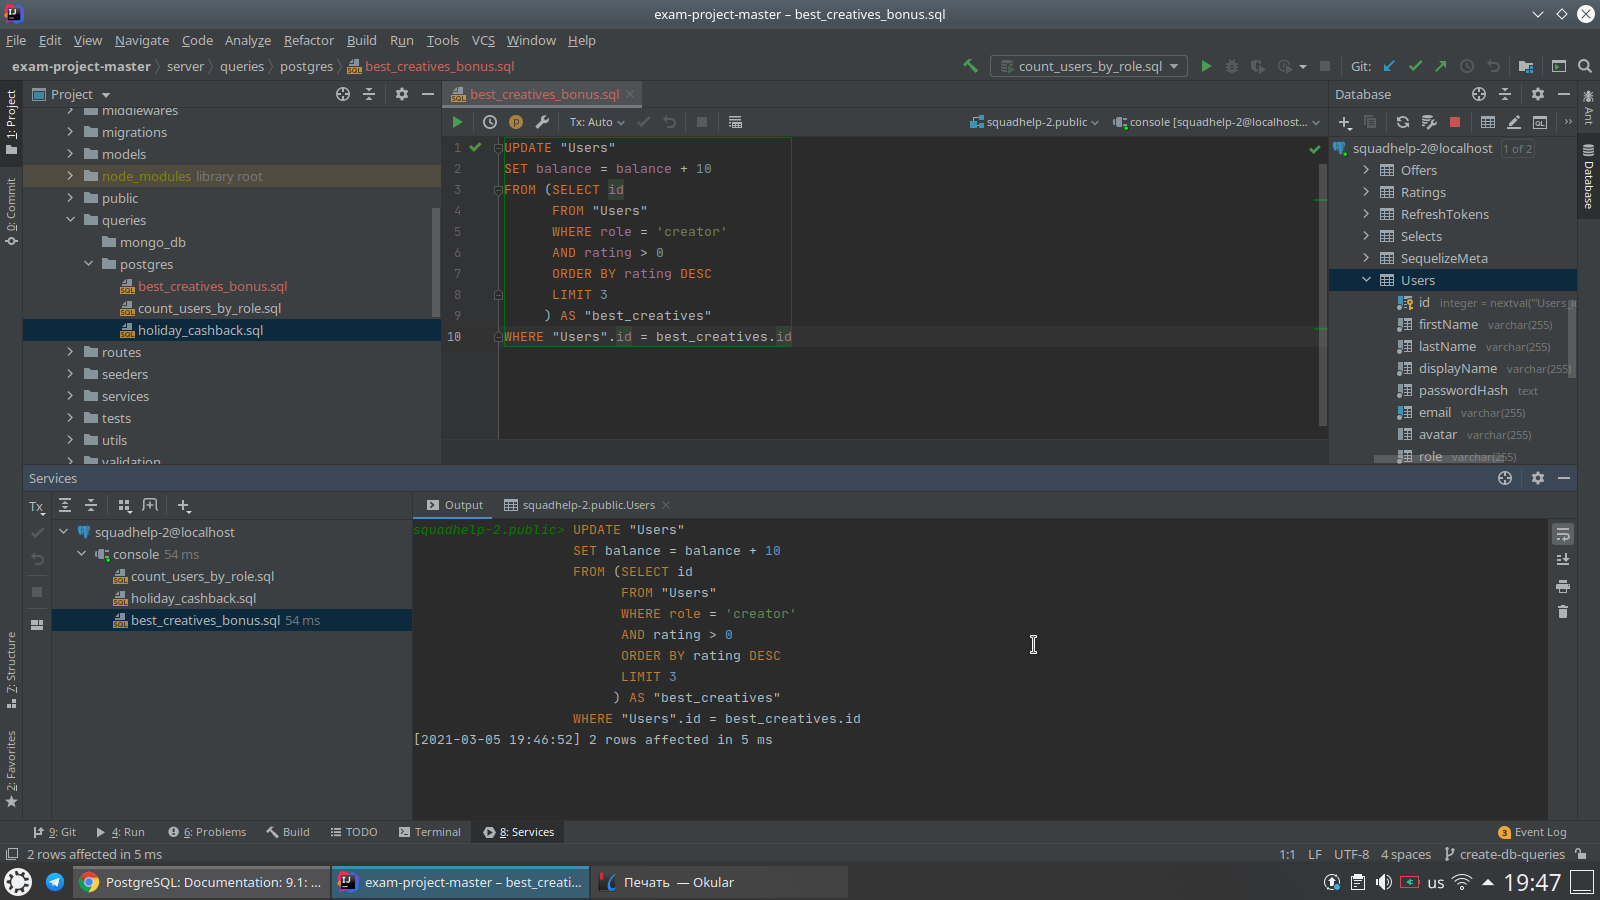 exam-project-master – best_creatives_bonus.sql
File Edit View Navigate Code Analyze Refactor Build Run Tools VCS Window Help
exam-project-master server queries postgres best_creatives_bonus.sql
count_users_by_role.sql
Git:
1: Project
0: Commit
7: Structure
2: Favorites
Project
middlewares
migrations
models
node_modules library root
public
queries
mongo_db
postgres
best_creatives_bonus.sql
count_users_by_role.sql
holiday_cashback.sql
routes
seeders
services
tests
utils
validation
best_creatives_bonus.sql
Tx: Auto
squadhelp-2.public
console [squadhelp-2@localhost...
1 UPDATE "Users"
2 SET balance = balance + 10
3 FROM (SELECT id
4 FROM "Users"
5 WHERE role = 'creator'
6 AND rating > 0
7 ORDER BY rating DESC
8 LIMIT 3
9 ) AS "best_creatives"
10 WHERE "Users".id = best_creatives.id
Database
squadhelp-2@localhost 1 of 2
Offers
Ratings
RefreshTokens
Selects
SequelizeMeta
Users
id integer = nextval('"Users_
firstName varchar(255)
lastName varchar(255)
displayName varchar(255)
passwordHash text
email varchar(255)
avatar varchar(255)
role varchar(255)
Ant
Database
Services
Tx
squadhelp-2@localhost
console 54 ms
count_users_by_role.sql
holiday_cashback.sql
best_creatives_bonus.sql 54 ms
Output
squadhelp-2.public.Users
squadhelp-2.public> UPDATE "Users"
SET balance = balance + 10
FROM (SELECT id
FROM "Users"
WHERE role = 'creator'
AND rating > 0
ORDER BY rating DESC
LIMIT 3
) AS "best_creatives"
WHERE "Users".id = best_creatives.id
[2021-03-05 19:46:52] 2 rows affected in 5 ms
9: Git 4: Run 6: Problems Build TODO Terminal 8: Services 3 Event Log
2 rows affected in 5 ms 1:1 LF UTF-8 4 spaces create-db-queries
PostgreSQL: Documentation: 9.1: ... exam-project-master – best_creati... Печать — Okular us 19:47